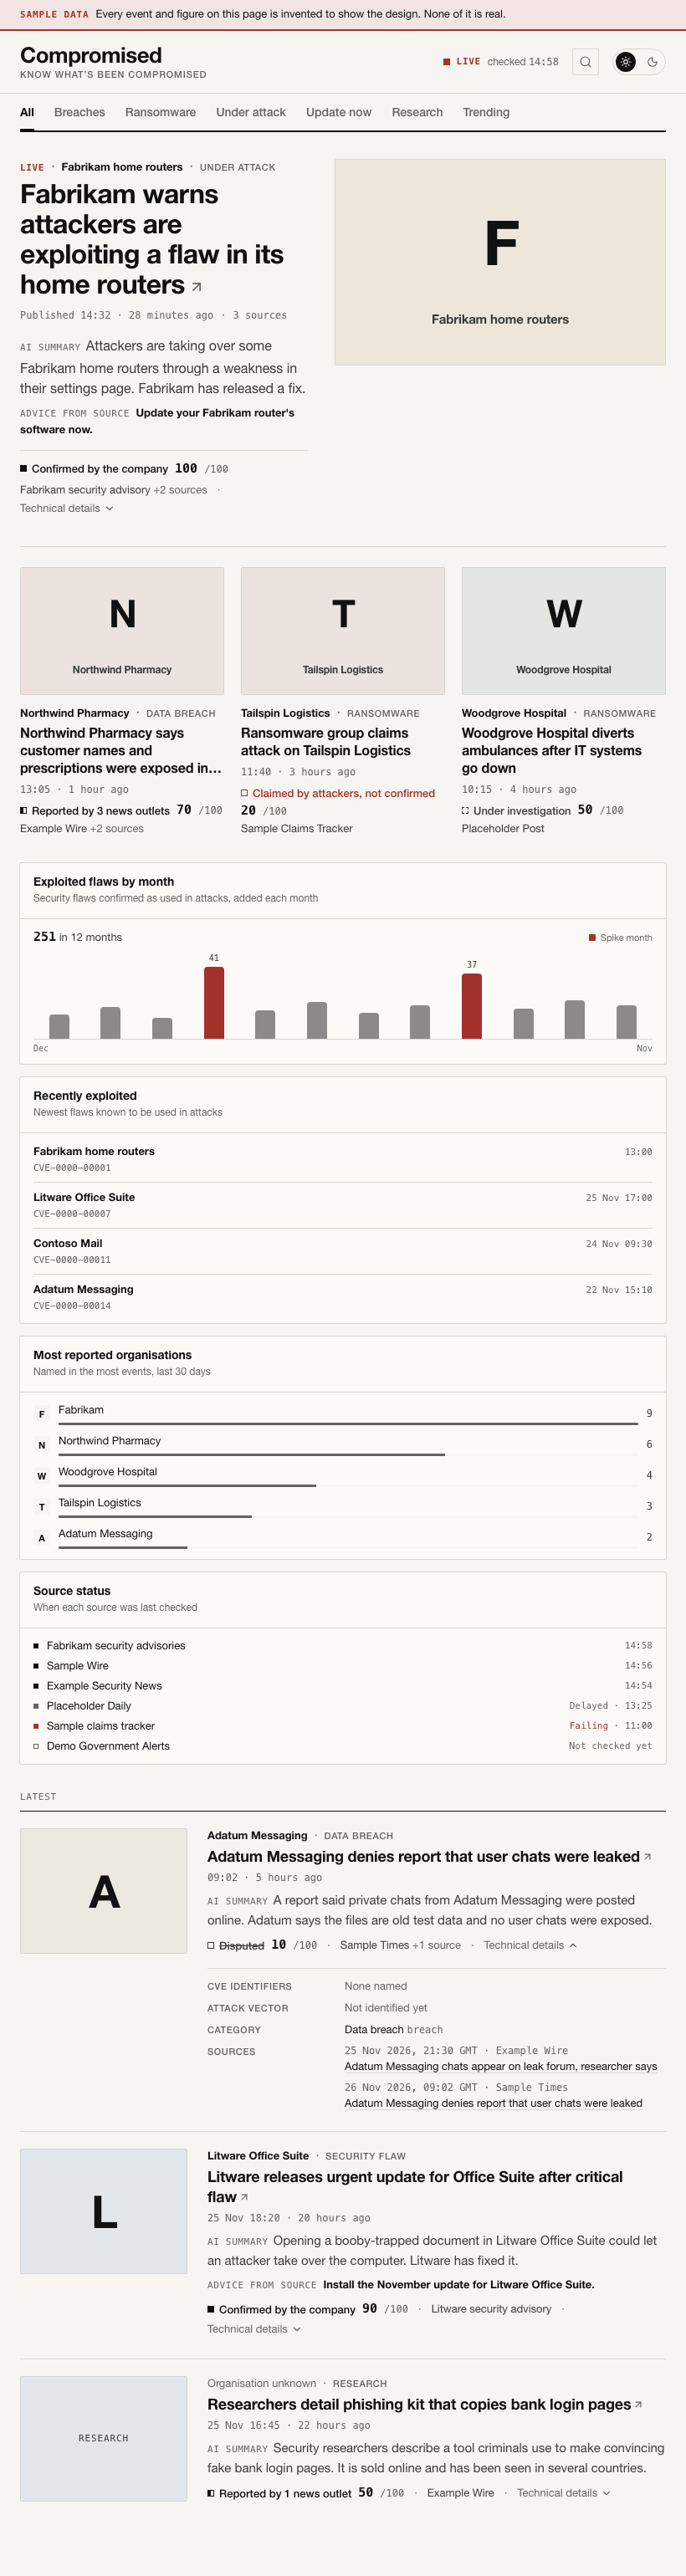 SAMPLE DATA Every event and figure on this page is invented to show the design. None of it is real.
Compromised
KNOW WHAT'S BEEN COMPROMISED
LIVE checked 14:58
All Breaches Ransomware Under attack Update now Research Trending
LIVE · Fabrikam home routers · UNDER ATTACK
Fabrikam warns
attackers are
exploiting a flaw in its
home routers
Published 14:32 · 28 minutes ago · 3 sources
AI SUMMARY Attackers are taking over some
Fabrikam home routers through a weakness in
their settings page. Fabrikam has released a fix.
ADVICE FROM SOURCE Update your Fabrikam router's
software now.
Confirmed by the company 100 /100
Fabrikam security advisory +2 sources ·
Technical details
F
Fabrikam home routers
N
Northwind Pharmacy
Northwind Pharmacy · DATA BREACH
Northwind Pharmacy says
customer names and
prescriptions were exposed in…
13:05 · 1 hour ago
Reported by 3 news outlets 70 /100
Example Wire +2 sources
T
Tailspin Logistics
Tailspin Logistics · RANSOMWARE
Ransomware group claims
attack on Tailspin Logistics
11:40 · 3 hours ago
Claimed by attackers, not confirmed
20 /100
Sample Claims Tracker
W
Woodgrove Hospital
Woodgrove Hospital · RANSOMWARE
Woodgrove Hospital diverts
ambulances after IT systems
go down
10:15 · 4 hours ago
Under investigation 50 /100
Placeholder Post
Exploited flaws by month
Security flaws confirmed as used in attacks, added each month
251 in 12 months
Spike month
41
37
Dec
Nov
Recently exploited
Newest flaws known to be used in attacks
Fabrikam home routers 13:00
CVE-0000-00001
Litware Office Suite 25 Nov 17:00
CVE-0000-00007
Contoso Mail 24 Nov 09:30
CVE-0000-00011
Adatum Messaging 22 Nov 15:10
CVE-0000-00014
Most reported organisations
Named in the most events, last 30 days
F Fabrikam 9
N Northwind Pharmacy 6
W Woodgrove Hospital 4
T Tailspin Logistics 3
A Adatum Messaging 2
Source status
When each source was last checked
Fabrikam security advisories 14:58
Sample Wire 14:56
Example Security News 14:54
Placeholder Daily Delayed · 13:25
Sample claims tracker Failing · 11:00
Demo Government Alerts Not checked yet
LATEST
A
Adatum Messaging · DATA BREACH
Adatum Messaging denies report that user chats were leaked
09:02 · 5 hours ago
AI SUMMARY A report said private chats from Adatum Messaging were posted
online. Adatum says the files are old test data and no user chats were exposed.
Disputed 10 /100 · Sample Times +1 source · Technical details
CVE IDENTIFIERS None named
ATTACK VECTOR Not identified yet
CATEGORY Data breach breach
SOURCES 25 Nov 2026, 21:30 GMT · Example Wire
Adatum Messaging chats appear on leak forum, researcher says
26 Nov 2026, 09:02 GMT · Sample Times
Adatum Messaging denies report that user chats were leaked
L
Litware Office Suite · SECURITY FLAW
Litware releases urgent update for Office Suite after critical
flaw
25 Nov 18:20 · 20 hours ago
AI SUMMARY Opening a booby-trapped document in Litware Office Suite could let
an attacker take over the computer. Litware has fixed it.
ADVICE FROM SOURCE Install the November update for Litware Office Suite.
Confirmed by the company 90 /100 · Litware security advisory ·
Technical details
RESEARCH
Organisation unknown · RESEARCH
Researchers detail phishing kit that copies bank login pages
25 Nov 16:45 · 22 hours ago
AI SUMMARY Security researchers describe a tool criminals use to make convincing
fake bank login pages. It is sold online and has been seen in several countries.
Reported by 1 news outlet 50 /100 · Example Wire · Technical details